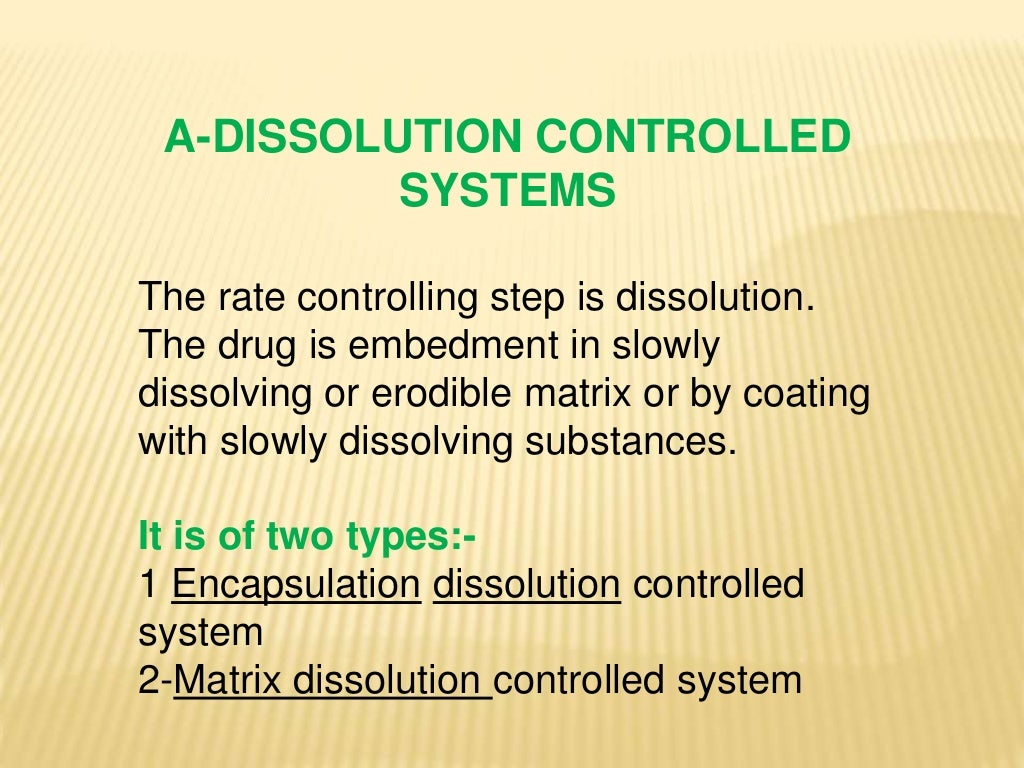 A-DISSOLUTION CONTROLLED
SYSTEMS
The rate controlling step is dissolution.
The drug is embedment in slowly
dissolving or erodible matrix or by coating
with slowly dissolving substances.
It is of two types:-
1 Encapsulation dissolution controlled
system
2-Matrix dissolution controlled system